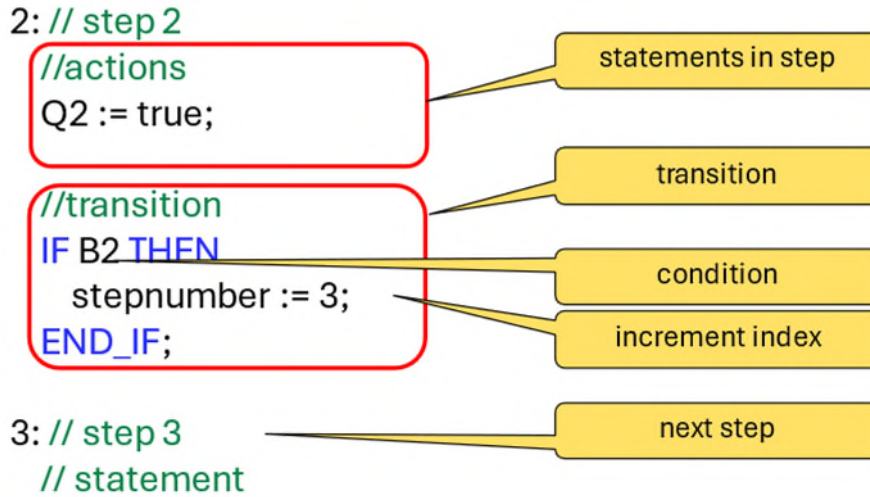 2: // step 2
//actions
Q2 := true;
statements in step
//transition
IF B2 THEN
stepnumber := 3;
END_IF;
transition
condition
increment index
3: // step 3
// statement
next step